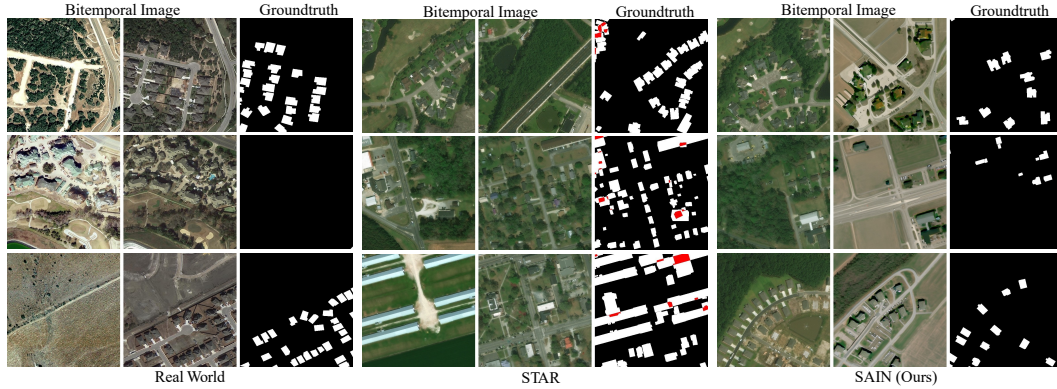 Bitemporal Image Groundtruth Bitemporal Image Groundtruth Bitemporal Image Groundtruth
Real World STAR SAIN (Ours)